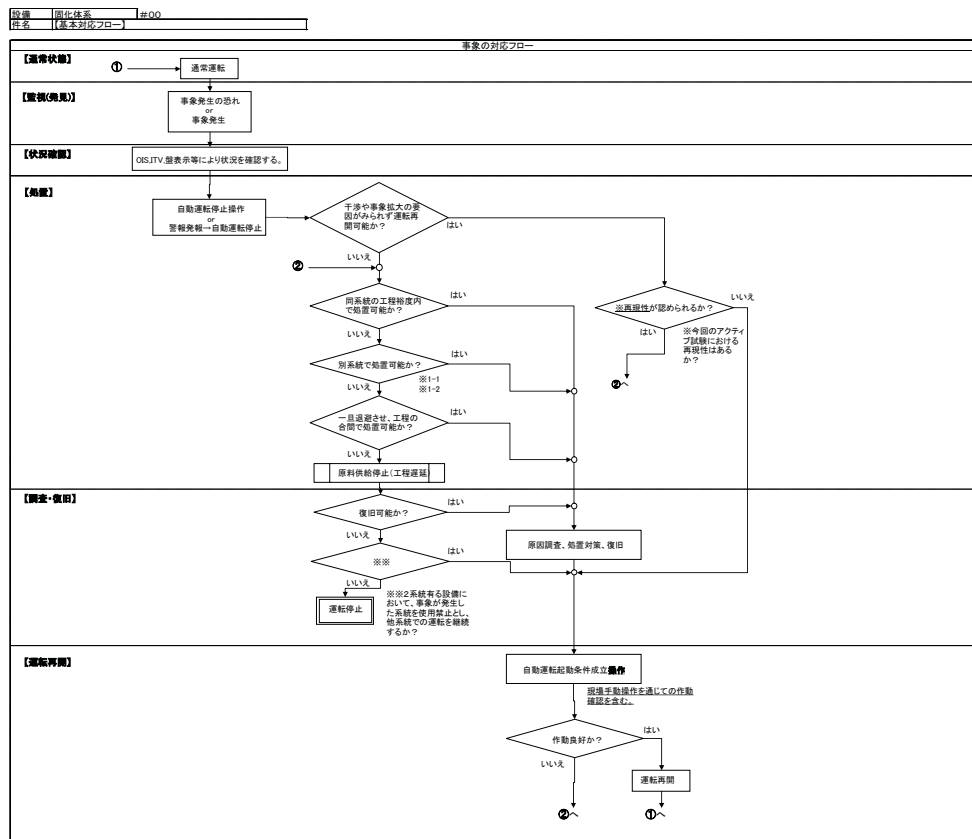 設備 固化体系 #00
件名 【基本対応フロー】
事象の対応フロー
【通常状態】
①
通常運転
【監視(発見)】
事象発生の恐れ
or
事象発生
【状況確認】
OIS,ITV,盤表示等により状況を確認する。
【処置】
自動運転停止操作
or
警報発報→自動運転停止
干渉や事象拡大の要
因がみられず運転再
開可能か?
はい
いいえ
②
同系統の工程裕度内
で処置可能か?
はい
いいえ
※再現性が認められるか?
いいえ
はい
※今回のアクティ
ブ試験における
再現性はある
か?
②へ
別系統で処置可能か?
はい
※1-1
※1-2
いいえ
一旦退避させ、工程の
合間で処置可能か?
はい
いいえ
原料供給停止(工程遅延)
【調査・復旧】
復旧可能か?
はい
いいえ
原因調査、処置対策、復旧
※※
はい
いいえ
運転停止
※※2系統有る設備に
おいて、事象が発生し
た系統を使用禁止とし、
他系統での運転を継続
するか?
【運転再開】
自動運転起動条件成立操作
現場手動操作を通じての作動
確認を含む。
作動良好か?
はい
いいえ
運転再開
②へ
①へ